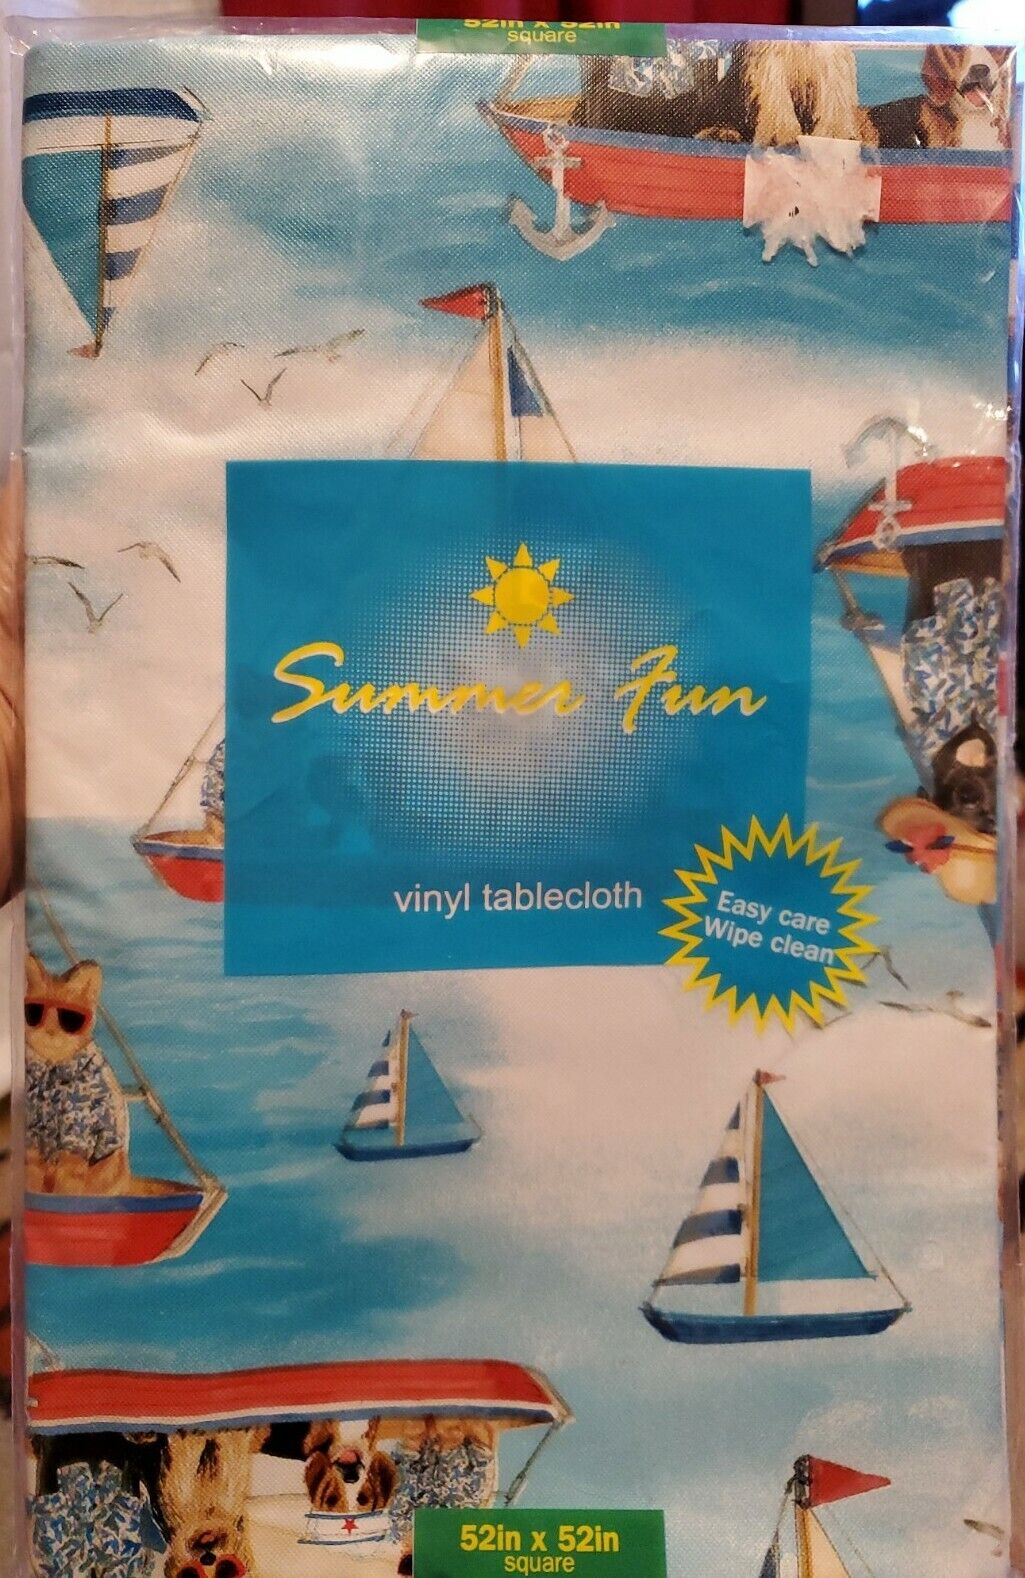 52in x 52in
square
Summer Fun
vinyl tablecloth
Easy care
Wipe clean
52in x 52in
square